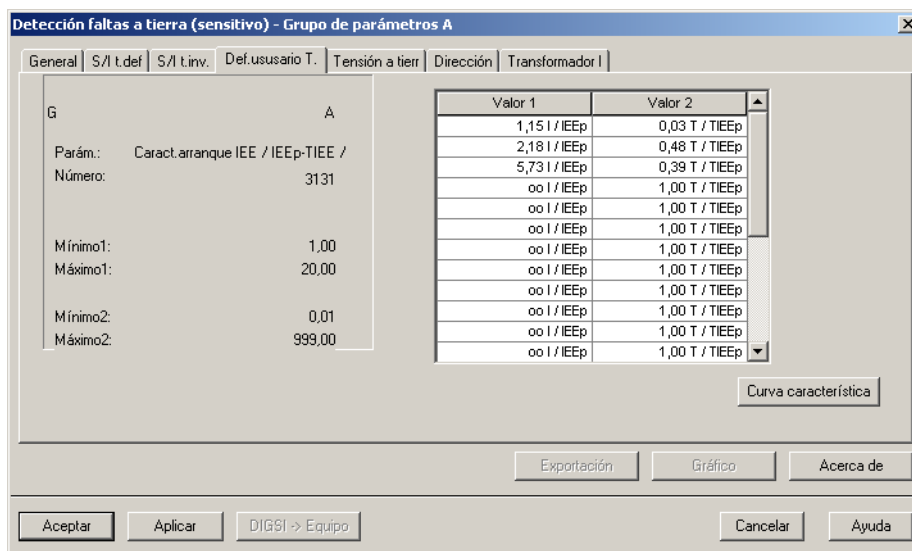 Detección faltas a tierra (sensitivo) - Grupo de parámetros A
General S/I t.def S/I t.inv. Def.ususario T. Tensión a tierr Dirección Transformador I
G A
Parám.: Caract.arranque IEE / IEEp-TIEE /
Número: 3131
Mínimo1: 1,00
Máximo1: 20,00
Mínimo2: 0,01
Máximo2: 999,00
Valor 1 Valor 2
1,15 I / IEEp 0,03 T / TIEEp
2,18 I / IEEp 0,48 T / TIEEp
5,73 I / IEEp 0,39 T / TIEEp
oo I / IEEp 1,00 T / TIEEp
oo I / IEEp 1,00 T / TIEEp
oo I / IEEp 1,00 T / TIEEp
oo I / IEEp 1,00 T / TIEEp
oo I / IEEp 1,00 T / TIEEp
oo I / IEEp 1,00 T / TIEEp
oo I / IEEp 1,00 T / TIEEp
oo I / IEEp 1,00 T / TIEEp
oo I / IEEp 1,00 T / TIEEp
Curva característica
Exportación Gráfico Acerca de
Aceptar Aplicar DIGSI -> Equipo Cancelar Ayuda